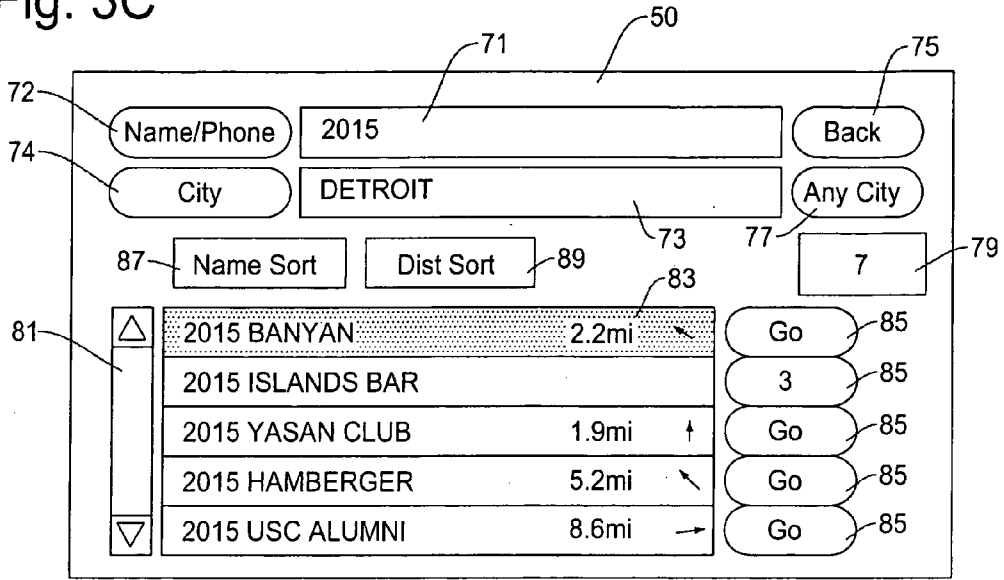 Fig. 3C
50
71
75
72
Name/Phone 2015 Back
74
City DETROIT Any City
73
77
79
87 Name Sort Dist Sort 89 7
83
81
2015 BANYAN 2.2mi Go 85
2015 ISLANDS BAR 3 85
2015 YASAN CLUB 1.9mi Go 85
2015 HAMBERGER 5.2mi Go 85
2015 USC ALUMNI 8.6mi Go 85